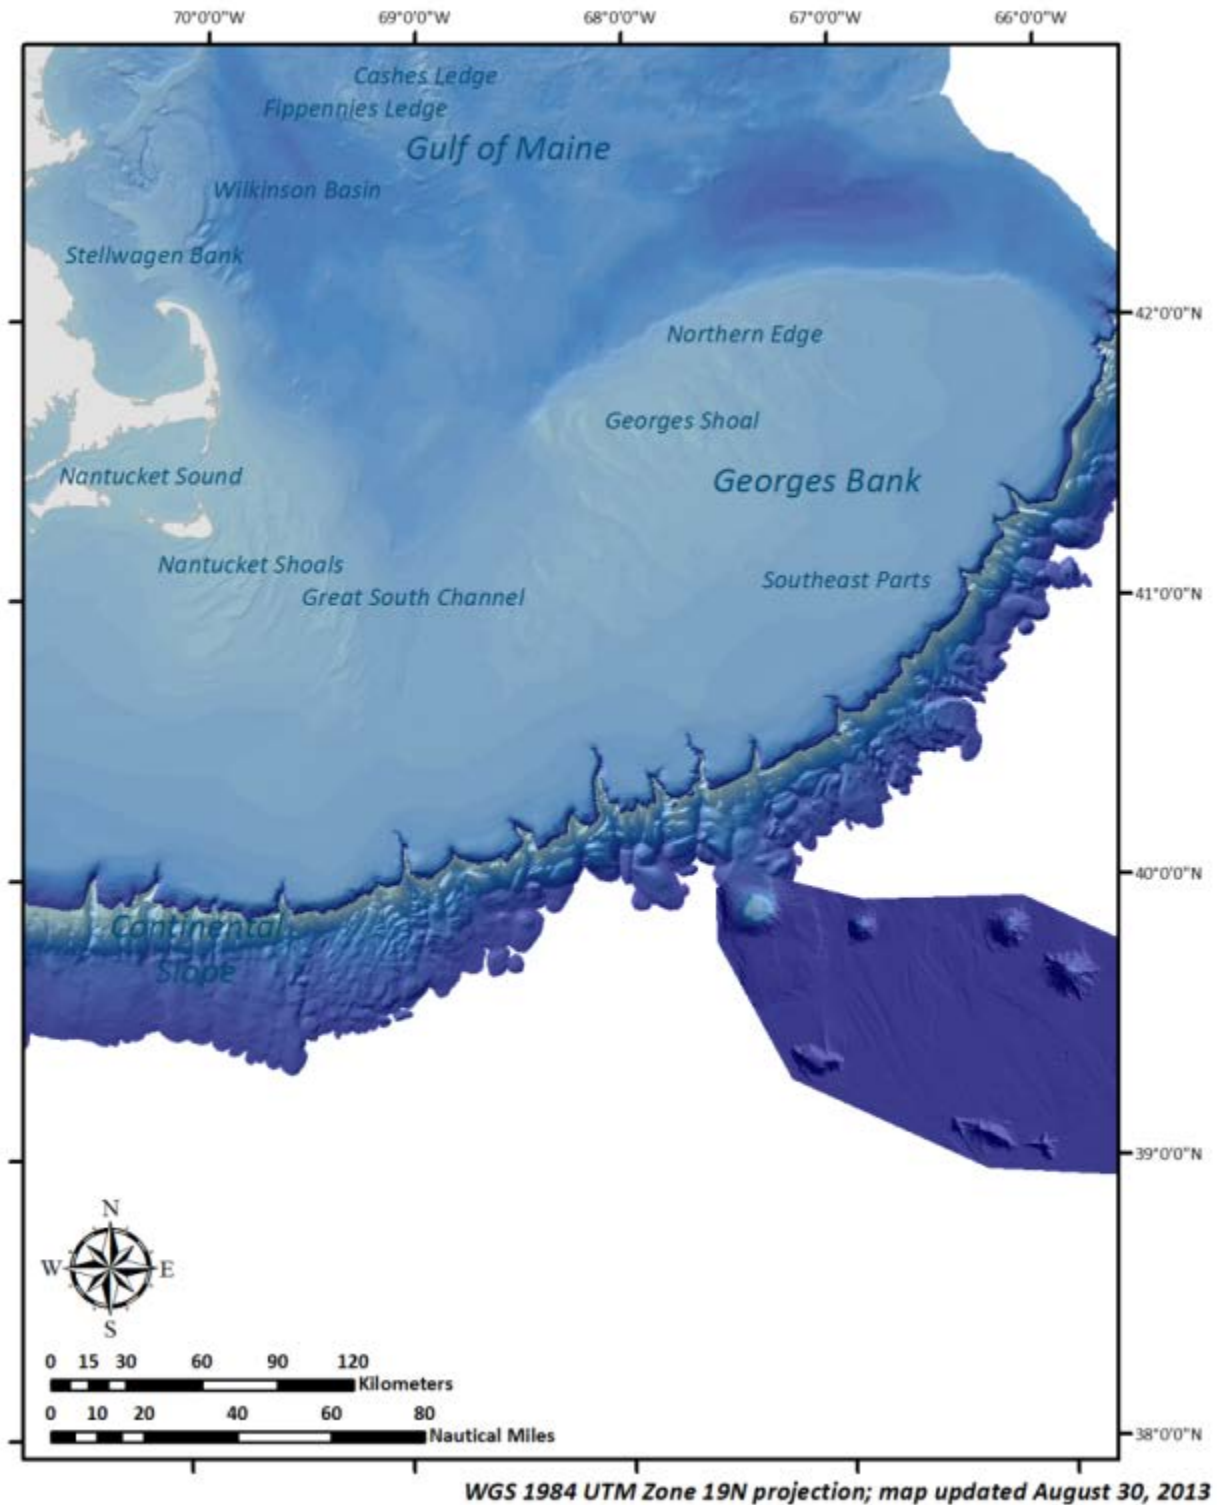 70°0'0"W 69°0'0"W 68°0'0"W 67°0'0"W 66°0'0"W
Cashes Ledge
Fippennies Ledge
Gulf of Maine
Wilkinson Basin
Stellwagen Bank
42°0'0"N
Northern Edge
Georges Shoal
Nantucket Sound
Georges Bank
Nantucket Shoals
Southeast Parts
Great South Channel
41°0'0"N
40°0'0"N
Continental
Slope
39°0'0"N
N
W E
S
0 15 30 60 90 120
Kilometers
0 10 20 40 60 80
Nautical Miles
38°0'0"N
WGS 1984 UTM Zone 19N projection; map updated August 30, 2013